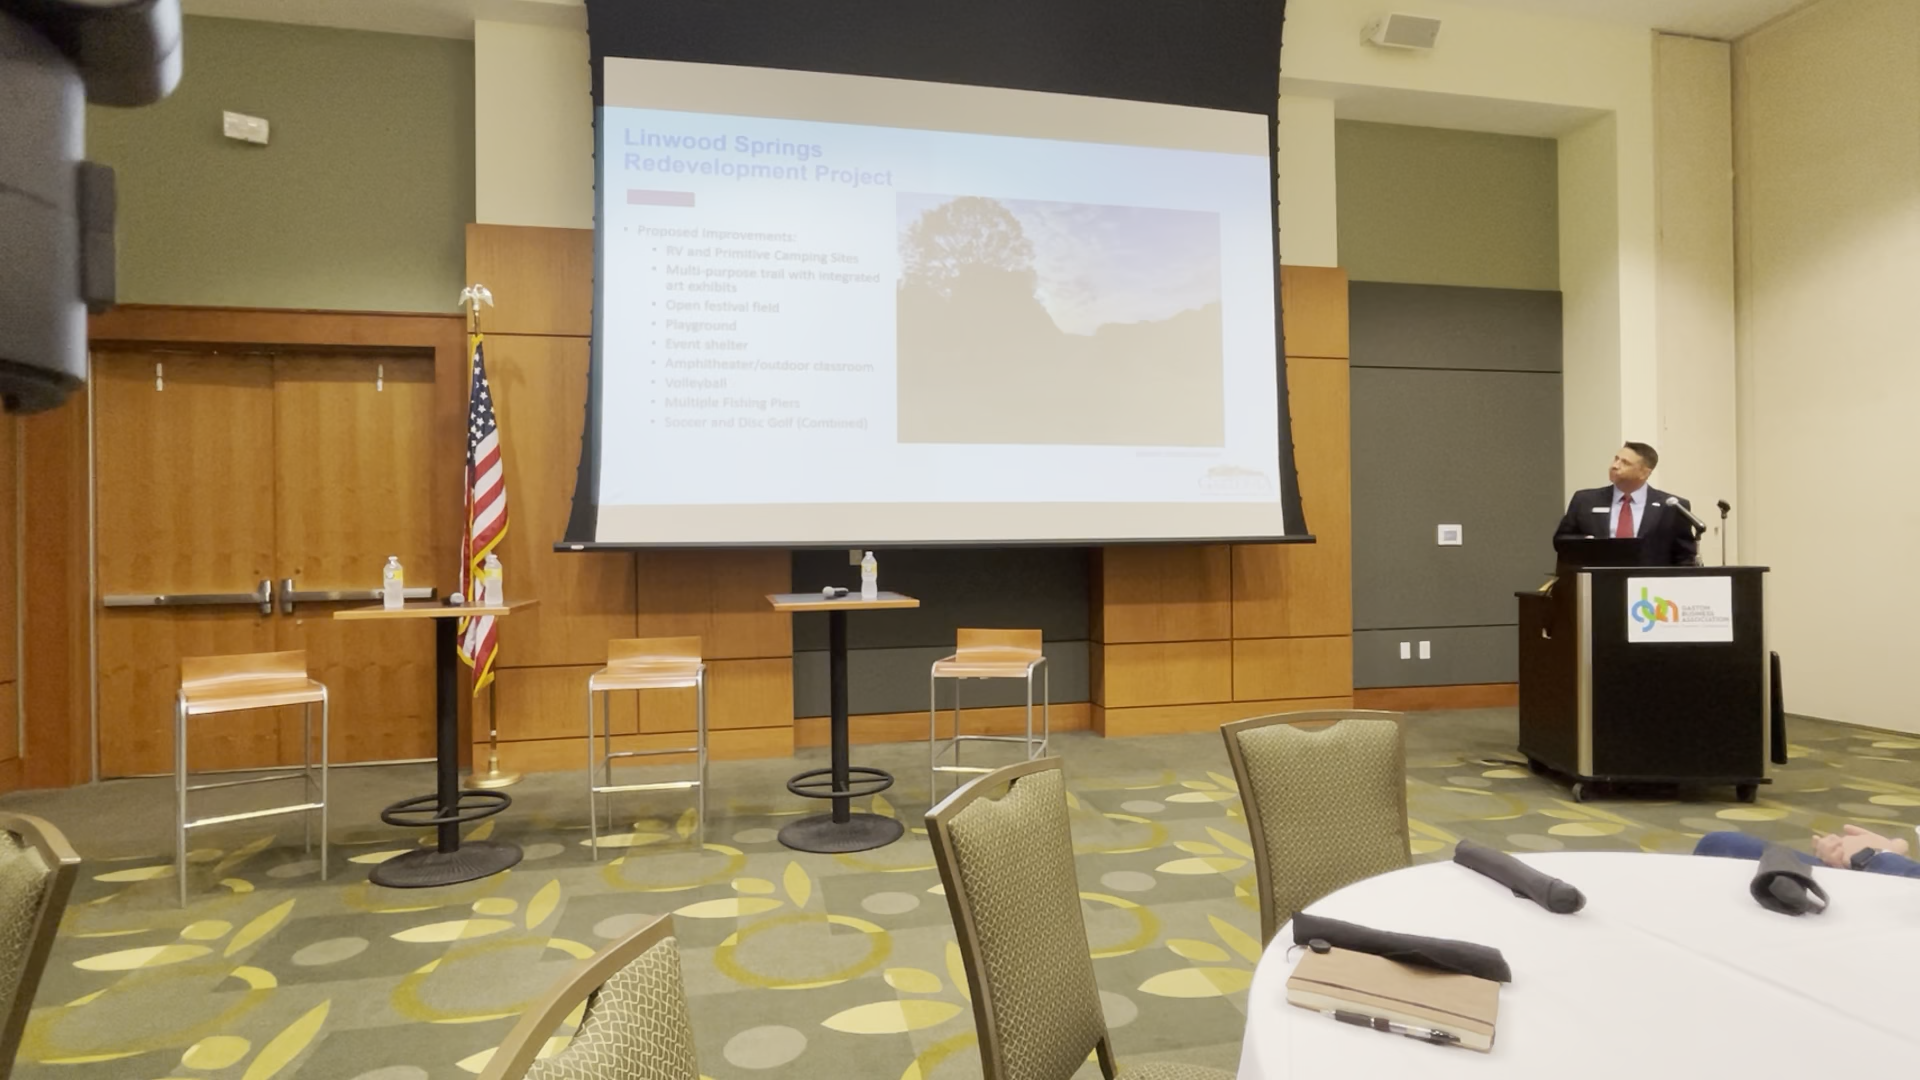 Linwood Springs
Redevelopment Project
• Proposed Improvements:
• RV and Primitive Camping Sites
• Multi-purpose trail with integrated
art exhibits
• Open festival field
• Playground
• Event shelter
• Amphitheater/outdoor classroom
• Volleyball
• Multiple Fishing Piers
• Soccer and Disc Golf (Combined)
gba
GASTON
BUSINESS
ASSOCIATION